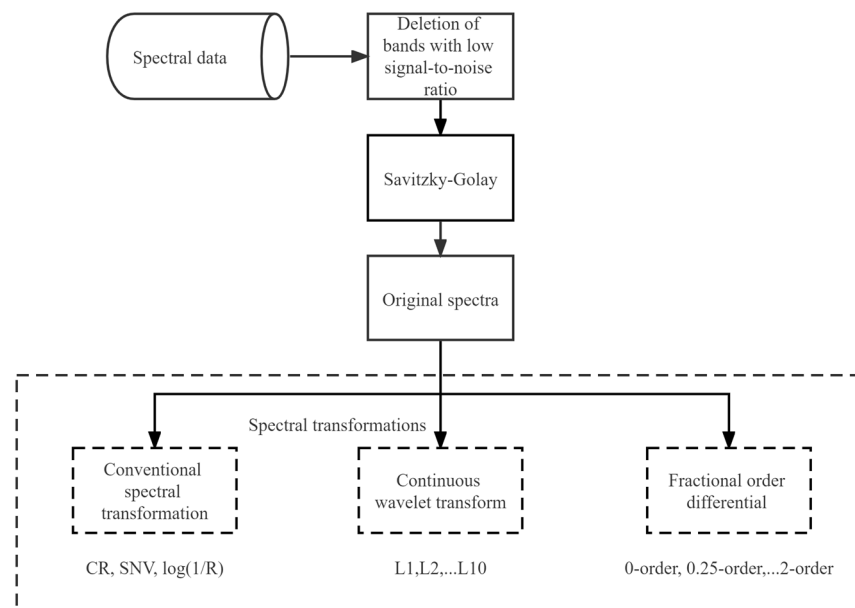 Spectral data
Deletion of
bands with low
signal-to-noise
ratio
Savitzky-Golay
Original spectra
Spectral transformations
Conventional
spectral
transformation
Continuous
wavelet transform
Fractional order
differential
CR, SNV, log(1/R)
L1,L2,...L10
0-order, 0.25-order,...2-order